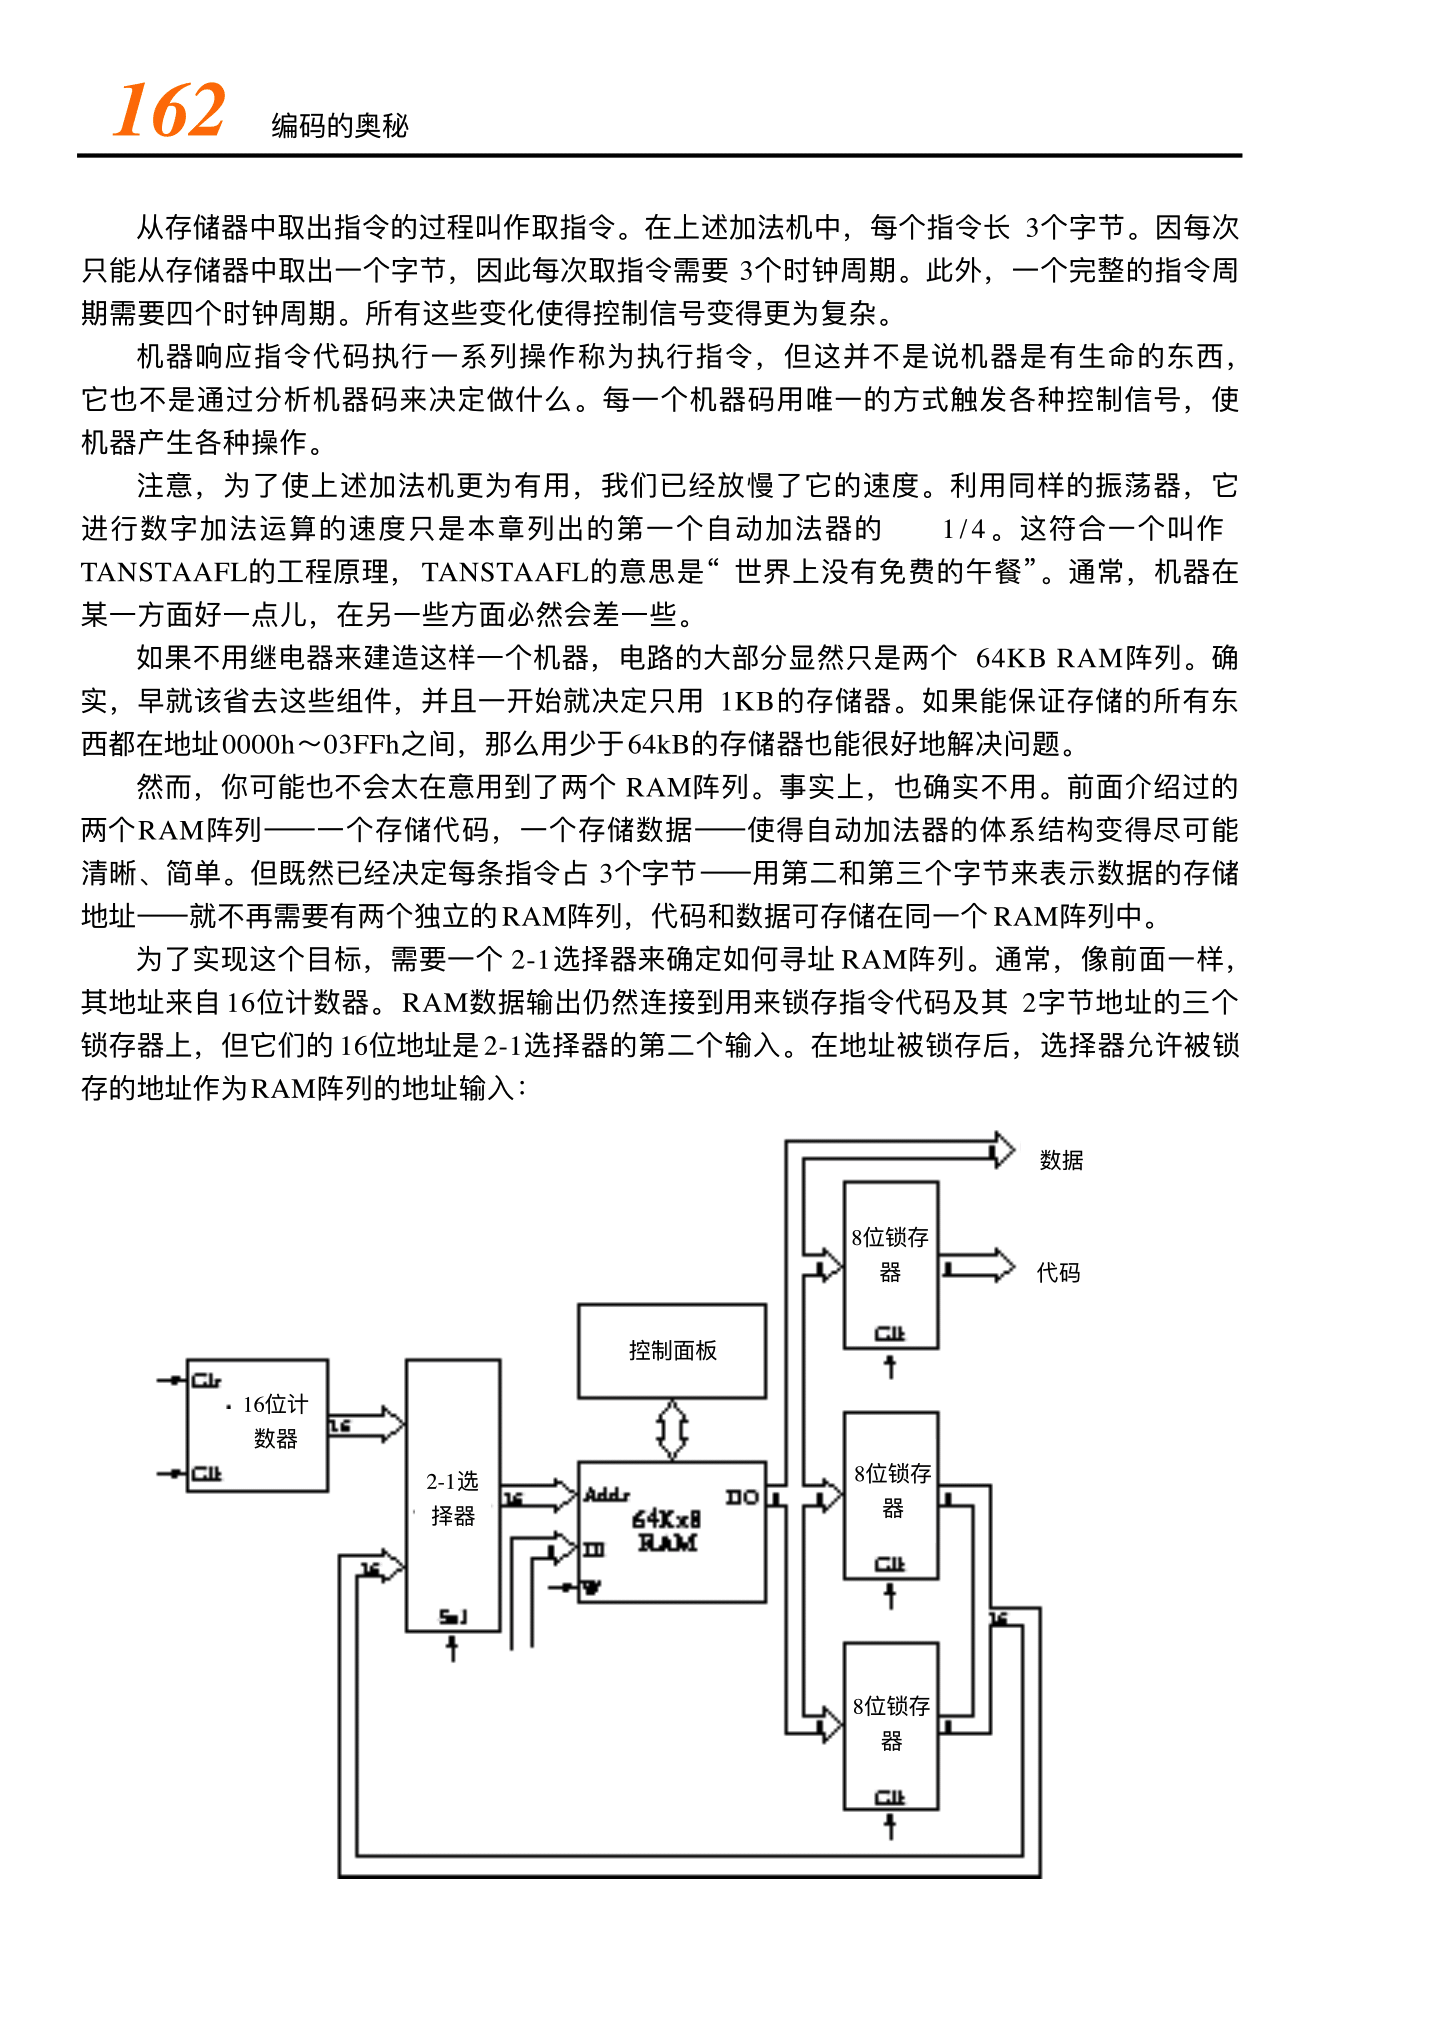 162 编码的奥秘
从存储器中取出指令的过程叫作取指令。在上述加法机中，每个指令长 3个字节。因每次
只能从存储器中取出一个字节，因此每次取指令需要 3个时钟周期。此外，一个完整的指令周
期需要四个时钟周期。所有这些变化使得控制信号变得更为复杂。
机器响应指令代码执行一系列操作称为执行指令，但这并不是说机器是有生命的东西，
它也不是通过分析机器码来决定做什么。每一个机器码用唯一的方式触发各种控制信号，使
机器产生各种操作。
注意，为了使上述加法机更为有用，我们已经放慢了它的速度。利用同样的振荡器，它
进行数字加法运算的速度只是本章列出的第一个自动加法器的 1/4。这符合一个叫作
TANSTAAFL的工程原理，TANSTAAFL的意思是“世界上没有免费的午餐”。通常，机器在
某一方面好一点儿，在另一些方面必然会差一些。
如果不用继电器来建造这样一个机器，电路的大部分显然只是两个 64KB RAM阵列。确
实，早就该省去这些组件，并且一开始就决定只用 1KB的存储器。如果能保证存储的所有东
西都在地址0000h～03FFh之间，那么用少于64kB的存储器也能很好地解决问题。
然而，你可能也不会太在意用到了两个 RAM阵列。事实上，也确实不用。前面介绍过的
两个RAM阵列——一个存储代码，一个存储数据——使得自动加法器的体系结构变得尽可能
清晰、简单。但既然已经决定每条指令占 3个字节——用第二和第三个字节来表示数据的存储
地址——就不再需要有两个独立的RAM阵列，代码和数据可存储在同一个RAM阵列中。
为了实现这个目标，需要一个 2-1选择器来确定如何寻址 RAM阵列。通常，像前面一样，
其地址来自16位计数器。RAM数据输出仍然连接到用来锁存指令代码及其 2字节地址的三个
锁存器上，但它们的16位地址是2-1选择器的第二个输入。在地址被锁存后，选择器允许被锁
存的地址作为RAM阵列的地址输入：
数据
8位锁存
器
Clk
代码
控制面板
Clr
16位计
数器
Clk
16
2-1选
择器
Sel
16
16
Addr
DI
W
64Kx8
RAM
DO
8位锁存
器
Clk
16
8位锁存
器
Clk